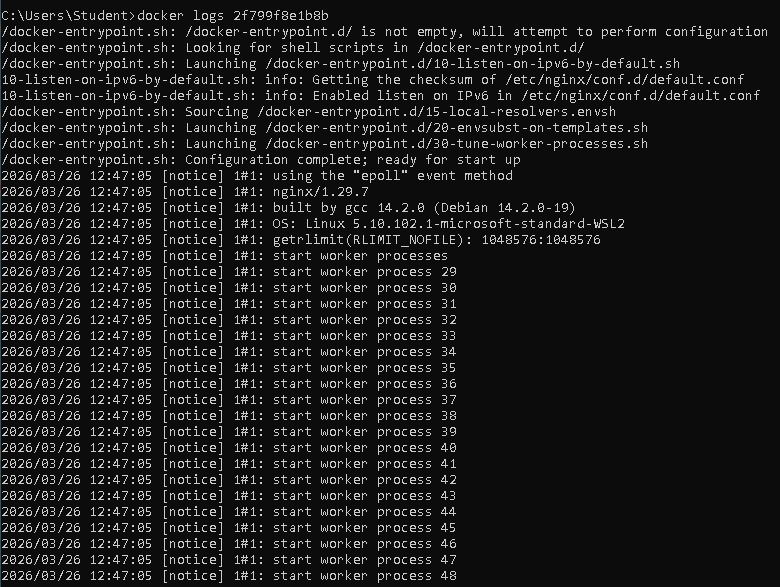 C:\Users\Student>docker logs 2f799f8e1b8b
/docker-entrypoint.sh: /docker-entrypoint.d/ is not empty, will attempt to perform configuration
/docker-entrypoint.sh: Looking for shell scripts in /docker-entrypoint.d/
/docker-entrypoint.sh: Launching /docker-entrypoint.d/10-listen-on-ipv6-by-default.sh
10-listen-on-ipv6-by-default.sh: info: Getting the checksum of /etc/nginx/conf.d/default.conf
10-listen-on-ipv6-by-default.sh: info: Enabled listen on IPv6 in /etc/nginx/conf.d/default.conf
/docker-entrypoint.sh: Sourcing /docker-entrypoint.d/15-local-resolvers.envsh
/docker-entrypoint.sh: Launching /docker-entrypoint.d/20-envsubst-on-templates.sh
/docker-entrypoint.sh: Launching /docker-entrypoint.d/30-tune-worker-processes.sh
/docker-entrypoint.sh: Configuration complete; ready for start up
2026/03/26 12:47:05 [notice] 1#1: using the "epoll" event method
2026/03/26 12:47:05 [notice] 1#1: nginx/1.29.7
2026/03/26 12:47:05 [notice] 1#1: built by gcc 14.2.0 (Debian 14.2.0-19)
2026/03/26 12:47:05 [notice] 1#1: OS: Linux 5.10.102.1-microsoft-standard-WSL2
2026/03/26 12:47:05 [notice] 1#1: getrlimit(RLIMIT_NOFILE): 1048576:1048576
2026/03/26 12:47:05 [notice] 1#1: start worker processes
2026/03/26 12:47:05 [notice] 1#1: start worker process 29
2026/03/26 12:47:05 [notice] 1#1: start worker process 30
2026/03/26 12:47:05 [notice] 1#1: start worker process 31
2026/03/26 12:47:05 [notice] 1#1: start worker process 32
2026/03/26 12:47:05 [notice] 1#1: start worker process 33
2026/03/26 12:47:05 [notice] 1#1: start worker process 34
2026/03/26 12:47:05 [notice] 1#1: start worker process 35
2026/03/26 12:47:05 [notice] 1#1: start worker process 36
2026/03/26 12:47:05 [notice] 1#1: start worker process 37
2026/03/26 12:47:05 [notice] 1#1: start worker process 38
2026/03/26 12:47:05 [notice] 1#1: start worker process 39
2026/03/26 12:47:05 [notice] 1#1: start worker process 40
2026/03/26 12:47:05 [notice] 1#1: start worker process 41
2026/03/26 12:47:05 [notice] 1#1: start worker process 42
2026/03/26 12:47:05 [notice] 1#1: start worker process 43
2026/03/26 12:47:05 [notice] 1#1: start worker process 44
2026/03/26 12:47:05 [notice] 1#1: start worker process 45
2026/03/26 12:47:05 [notice] 1#1: start worker process 46
2026/03/26 12:47:05 [notice] 1#1: start worker process 47
2026/03/26 12:47:05 [notice] 1#1: start worker process 48